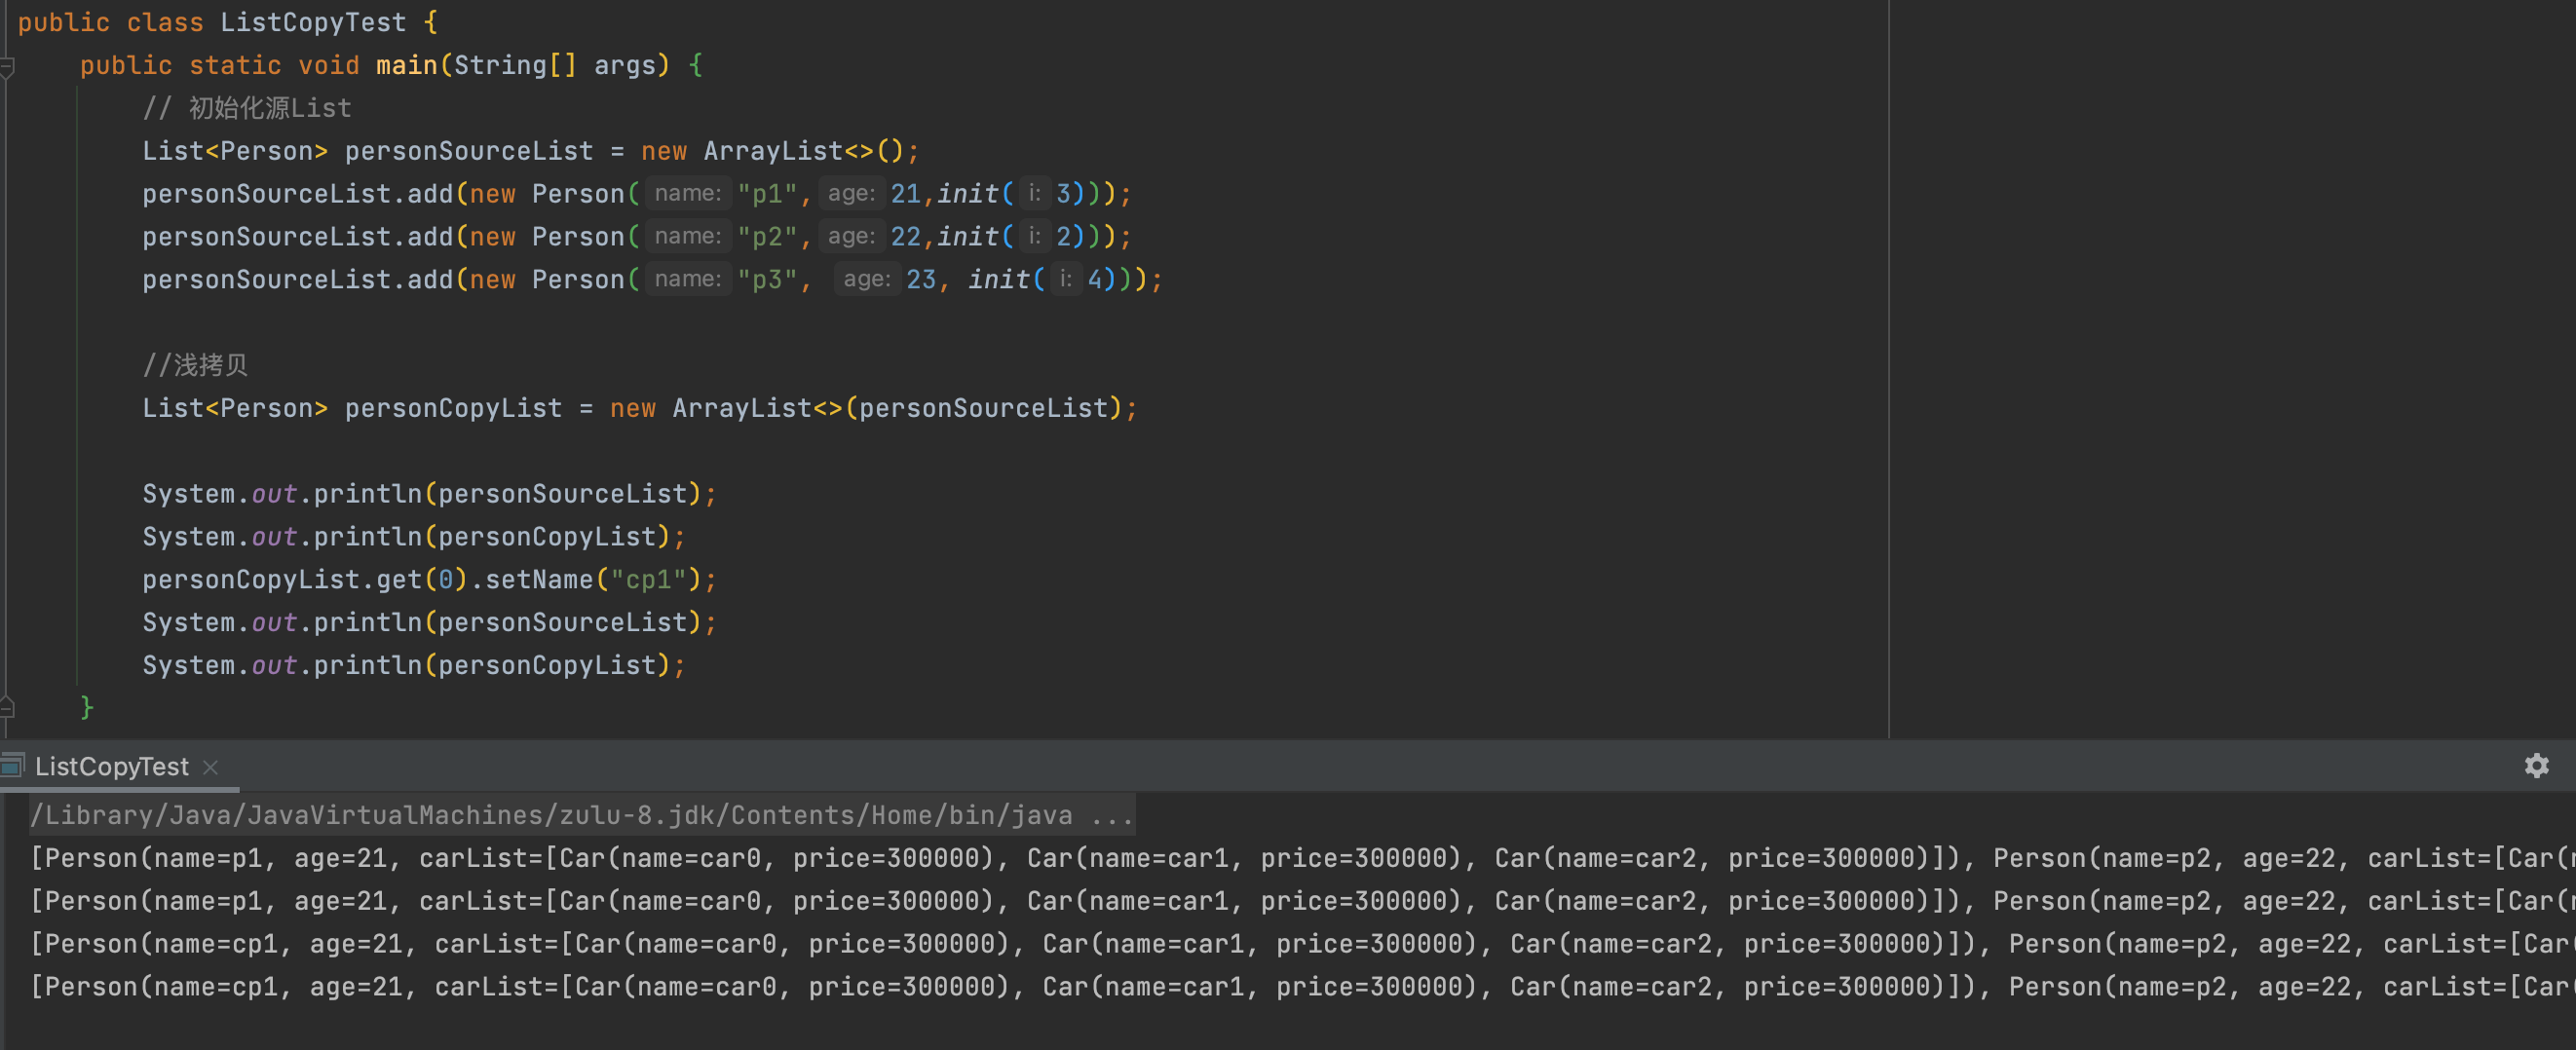 public class ListCopyTest {
public static void main(String[] args) {
// 初始化源List
List<Person> personSourceList = new ArrayList<>();
personSourceList.add(new Person( name: "p1", age: 21,init( i: 3)));
personSourceList.add(new Person( name: "p2", age: 22,init( i: 2)));
personSourceList.add(new Person( name: "p3", age: 23, init( i: 4)));
//浅拷贝
List<Person> personCopyList = new ArrayList<>(personSourceList);
System.out.println(personSourceList);
System.out.println(personCopyList);
personCopyList.get(0).setName("cp1");
System.out.println(personSourceList);
System.out.println(personCopyList);
}
ListCopyTest ×
/Library/Java/JavaVirtualMachines/zulu-8.jdk/Contents/Home/bin/java ...
[Person(name=p1, age=21, carList=[Car(name=car0, price=300000), Car(name=car1, price=300000), Car(name=car2, price=300000)]), Person(name=p2, age=22, carList=[Car(
[Person(name=p1, age=21, carList=[Car(name=car0, price=300000), Car(name=car1, price=300000), Car(name=car2, price=300000)]), Person(name=p2, age=22, carList=[Car(
[Person(name=cp1, age=21, carList=[Car(name=car0, price=300000), Car(name=car1, price=300000), Car(name=car2, price=300000)]), Person(name=p2, age=22, carList=[Car(
[Person(name=cp1, age=21, carList=[Car(name=car0, price=300000), Car(name=car1, price=300000), Car(name=car2, price=300000)]), Person(name=p2, age=22, carList=[Car(